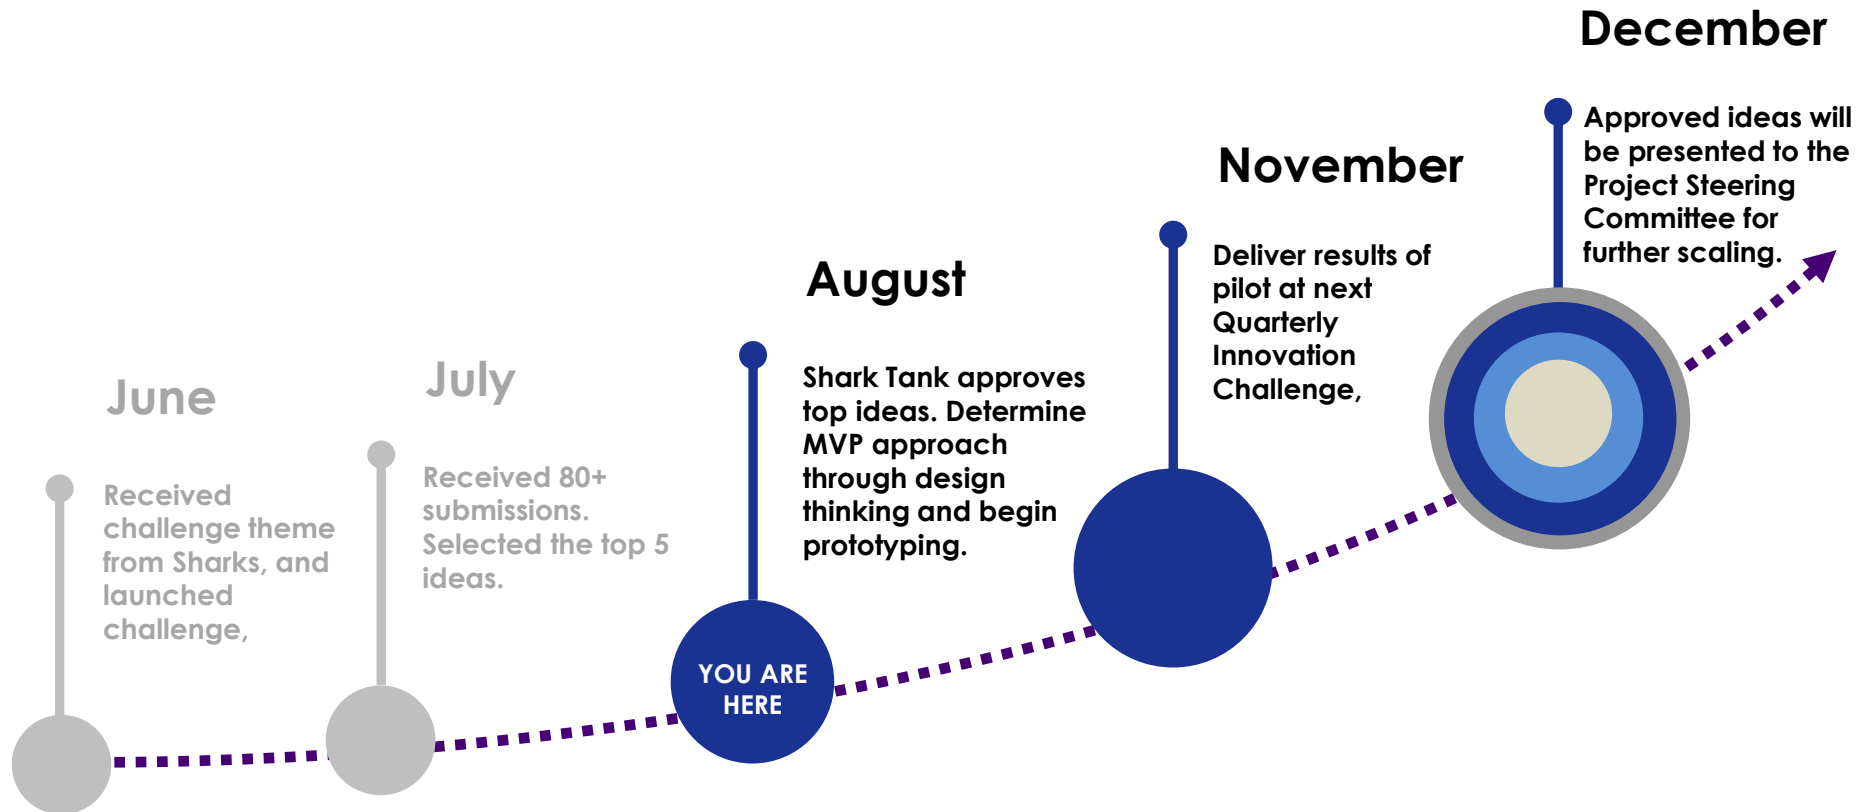 June
Received
challenge theme
from Sharks, and
launched
challenge,
July
Received 80+
submissions.
Selected the top 5
ideas.
August
Shark Tank approves
top ideas. Determine
MVP approach
through design
thinking and begin
prototyping.
YOU ARE
HERE
November
Deliver results of
pilot at next
Quarterly
Innovation
Challenge,
December
Approved ideas will
be presented to the
Project Steering
Committee for
further scaling.